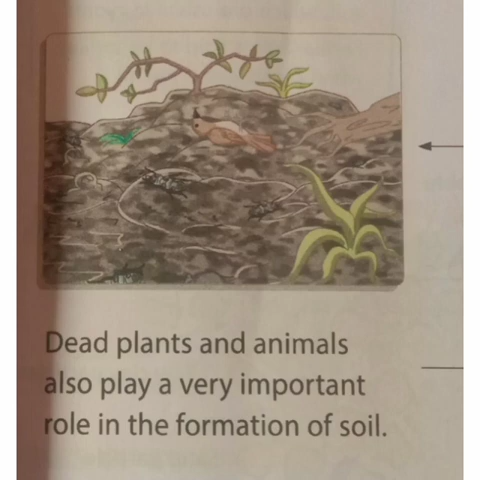 Dead plants and animals
also play a very important
role in the formation of soil.